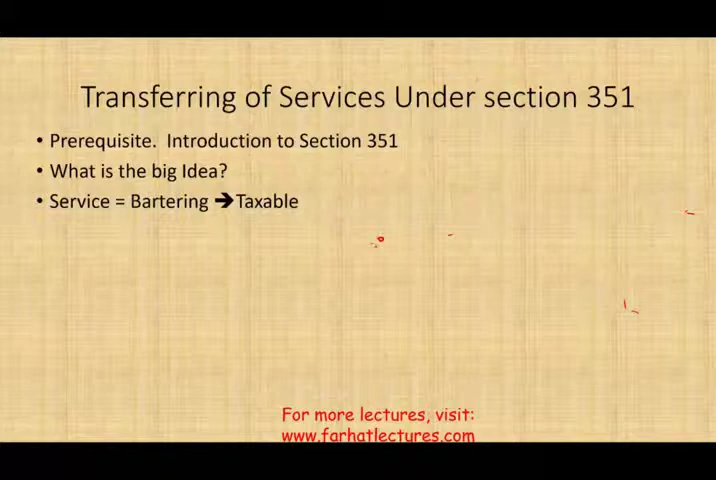 Transferring of Services Under section 351
• Prerequisite. Introduction to Section 351
• What is the big Idea?
• Service = Bartering ➔Taxable
For more lectures, visit:
www.farhatlectures.com